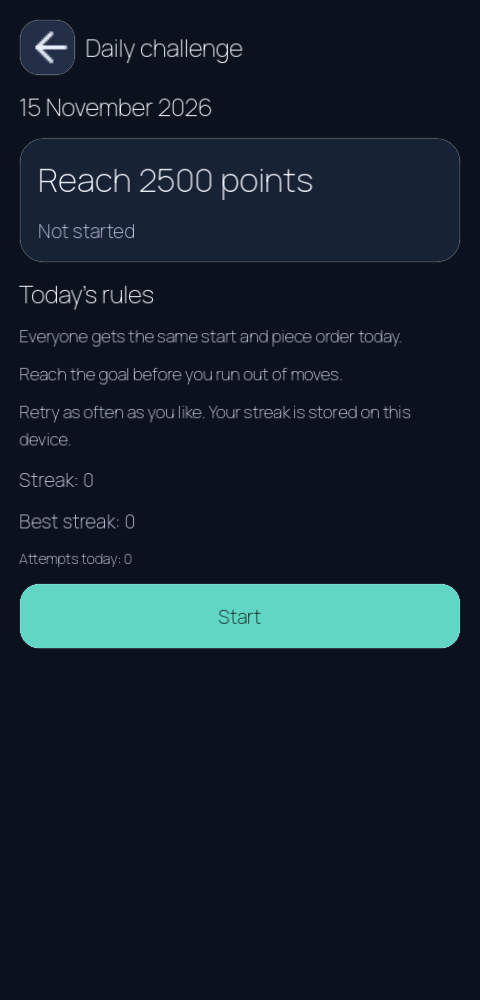 Daily challenge
15 November 2026
Reach 2500 points
Not started
Today's rules
Everyone gets the same start and piece order today.
Reach the goal before you run out of moves.
Retry as often as you like. Your streak is stored on this
device.
Streak: 0
Best streak: 0
Attempts today: 0
Start